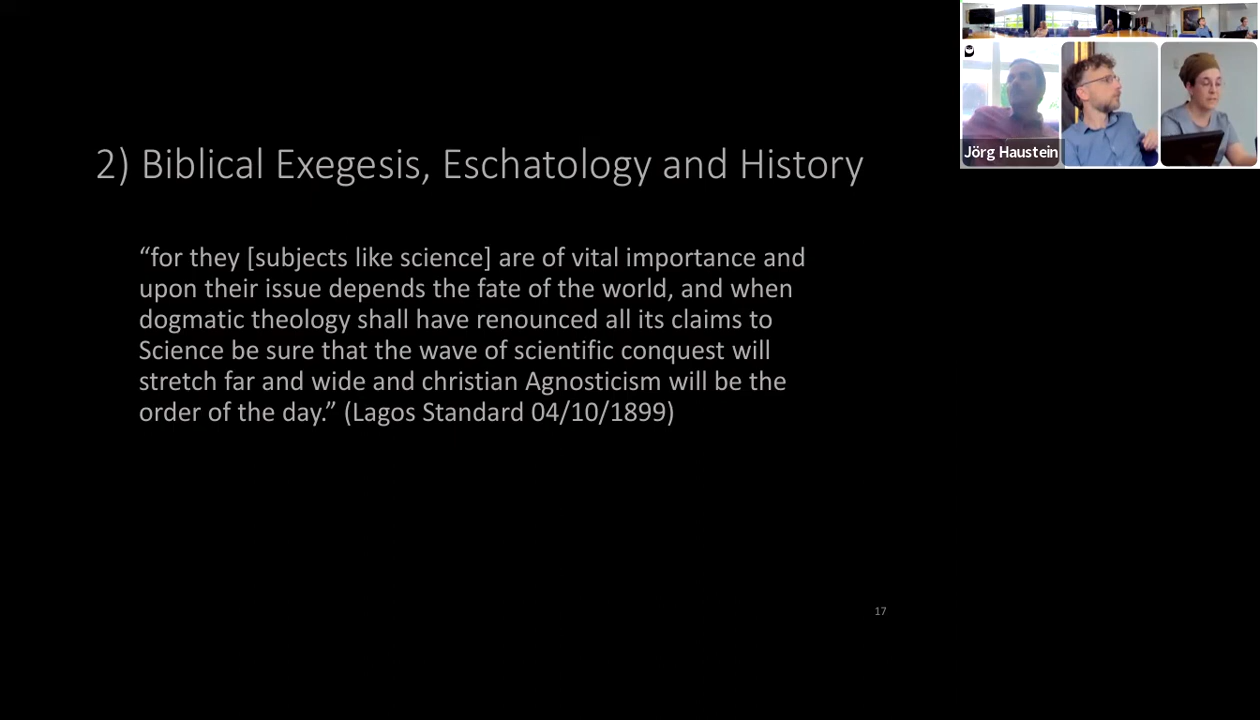 Jörg Haustein
2) Biblical Exegesis, Eschatology and History
“for they [subjects like science] are of vital importance and
upon their issue depends the fate of the world, and when
dogmatic theology shall have renounced all its claims to
Science be sure that the wave of scientific conquest will
stretch far and wide and christian Agnosticism will be the
order of the day.” (Lagos Standard 04/10/1899)
17